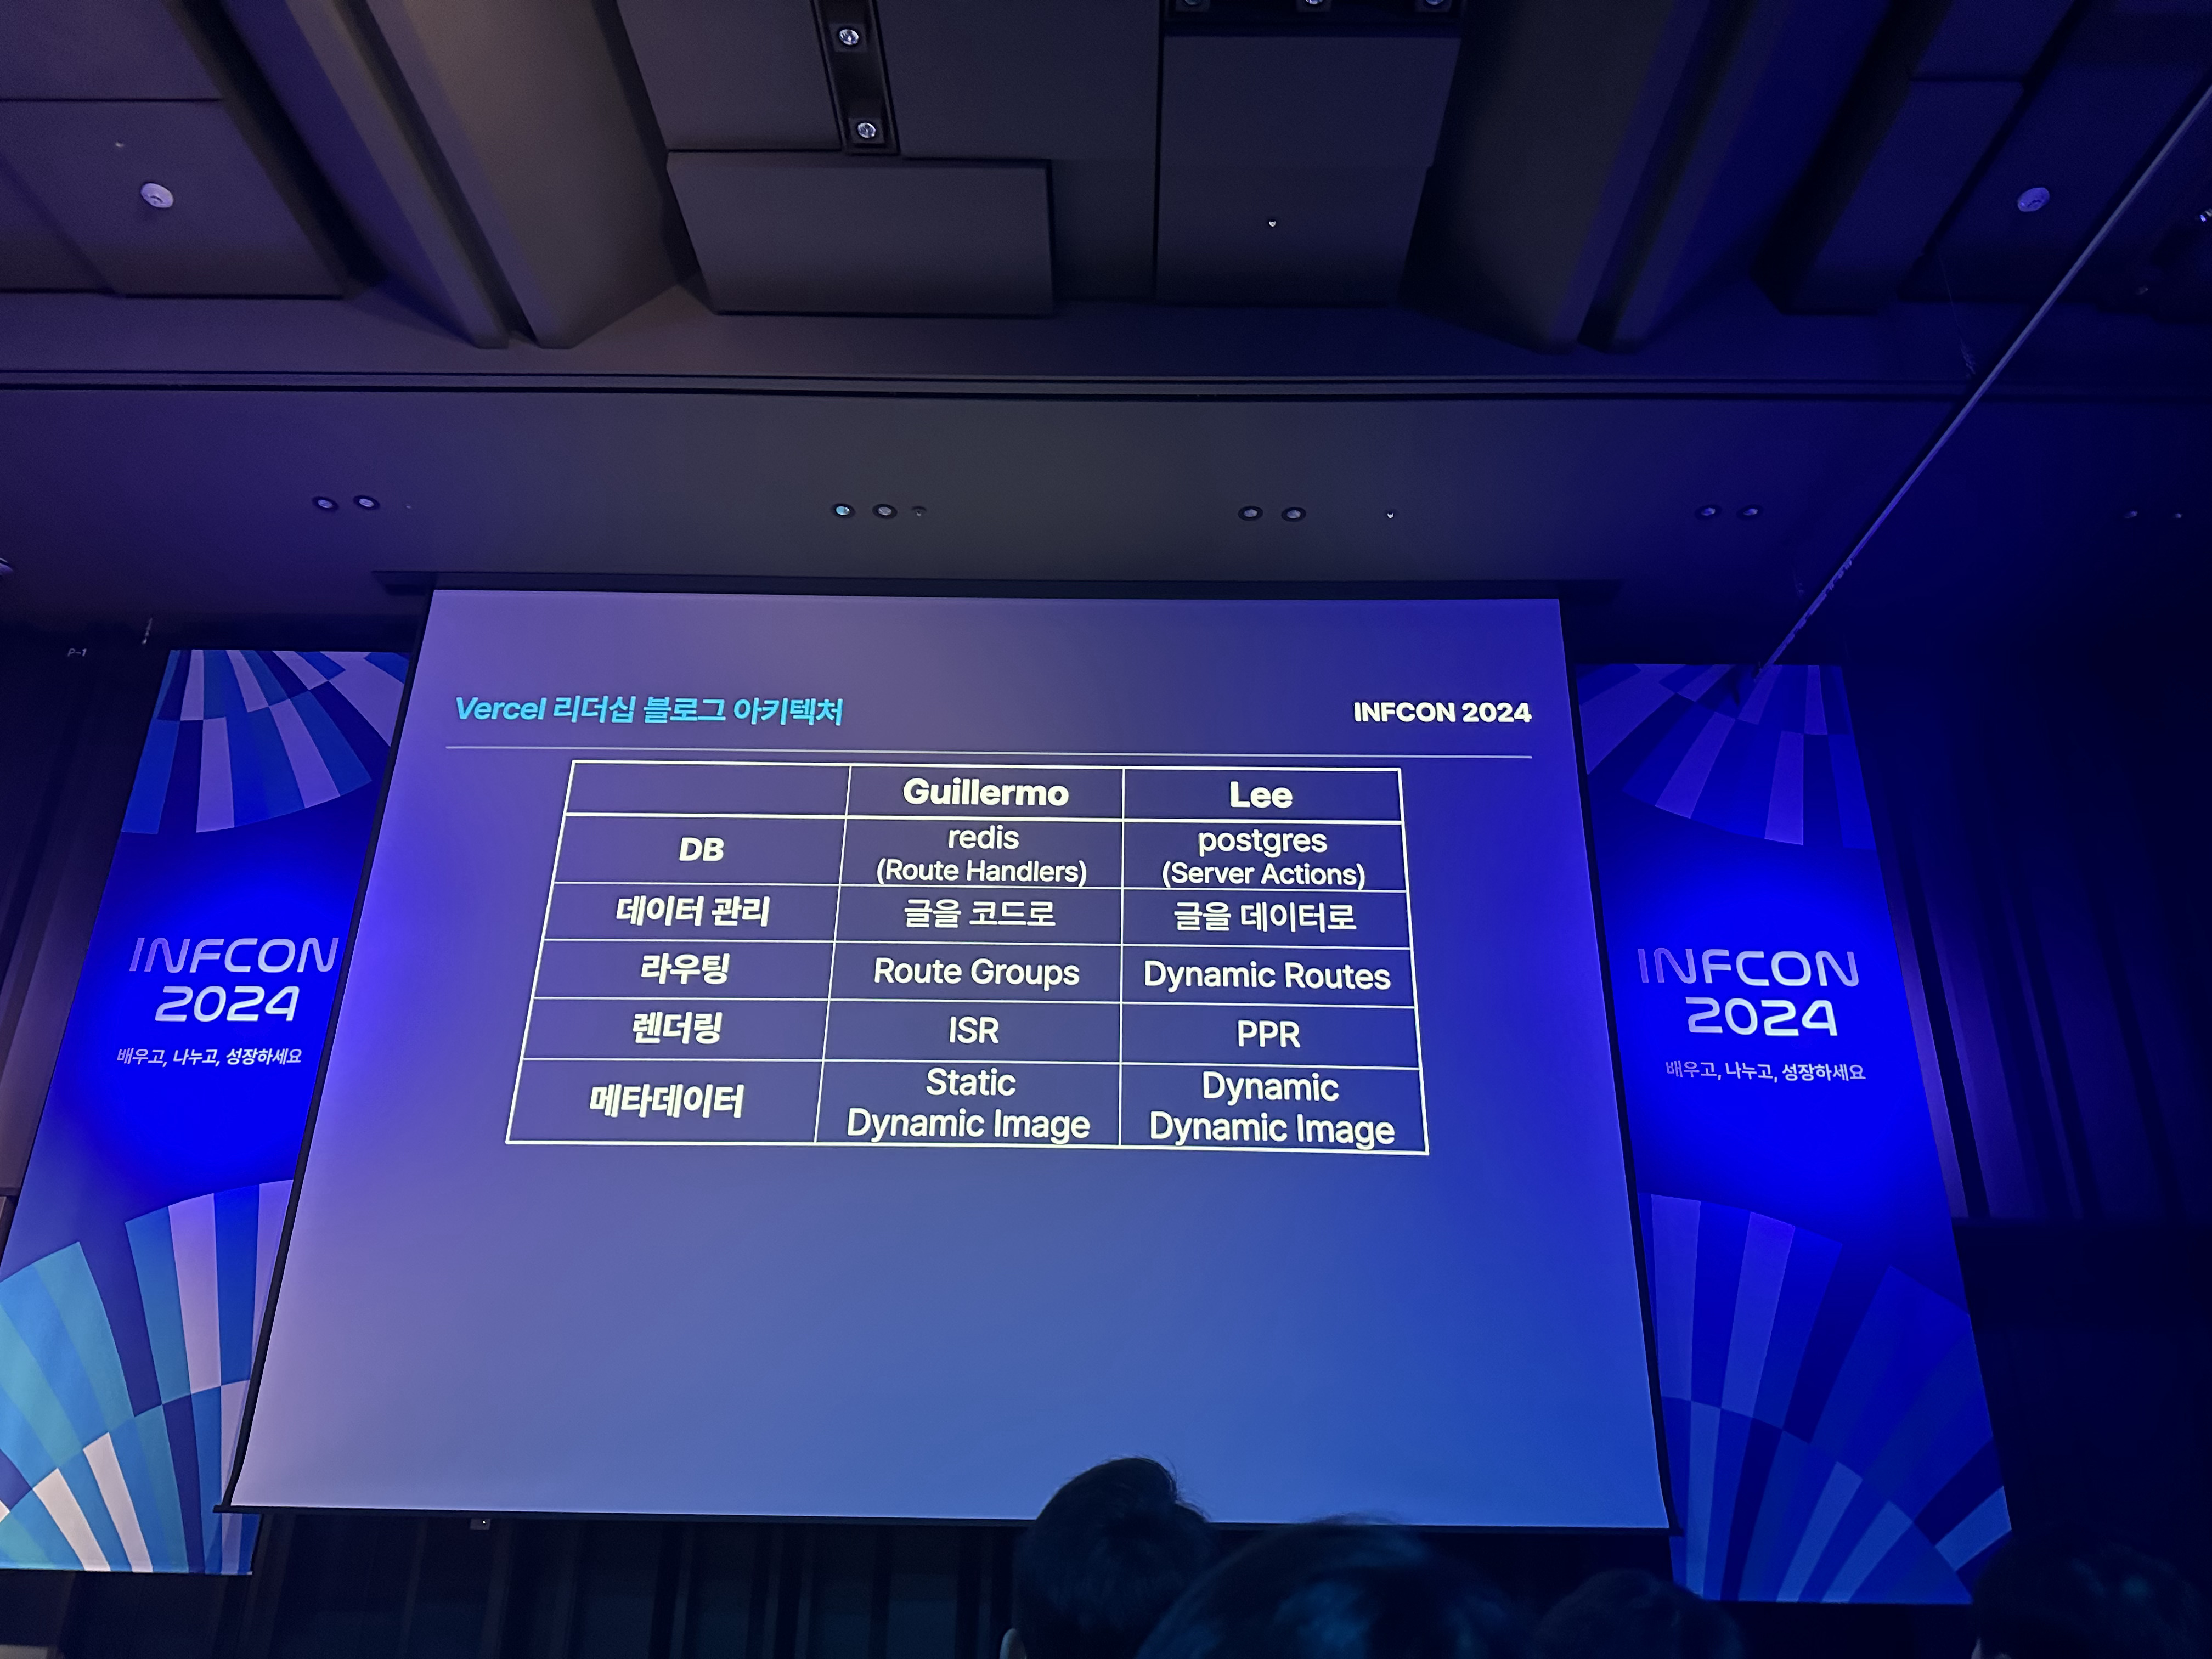 P-1
Vercel 리더십 블로그 아키텍처
INFCON 2024
Guillermo
Lee
DB
redis
(Route Handlers)
postgres
(Server Actions)
데이터 관리
글을 코드로
글을 데이터로
라우팅
Route Groups
Dynamic Routes
렌더링
ISR
PPR
메타데이터
Static
Dynamic Image
Dynamic
Dynamic Image
INFCON
2024
배우고, 나누고, 성장하세요
INFCON
2024
배우고, 나누고, 성장하세요